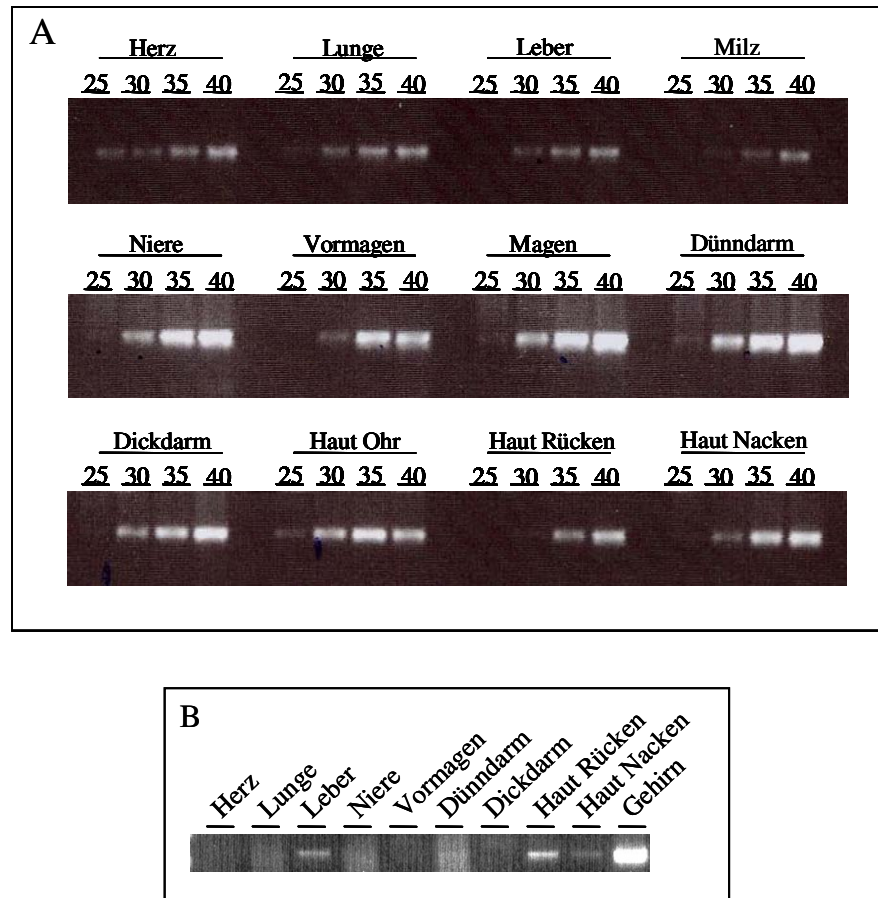 A
Herz Lunge Leber Milz
25 30 35 40 25 30 35 40 25 30 35 40 25 30 35 40
Niere Vormagen Magen Dünndarm
25 30 35 40 25 30 35 40 25 30 35 40 25 30 35 40
Dickdarm Haut Ohr Haut Rücken Haut Nacken
25 30 35 40 25 30 35 40 25 30 35 40 25 30 35 40
B
Herz Lunge Leber Niere Vormagen Dünndarm Dickdarm Haut Rücken Haut Nacken Gehirn